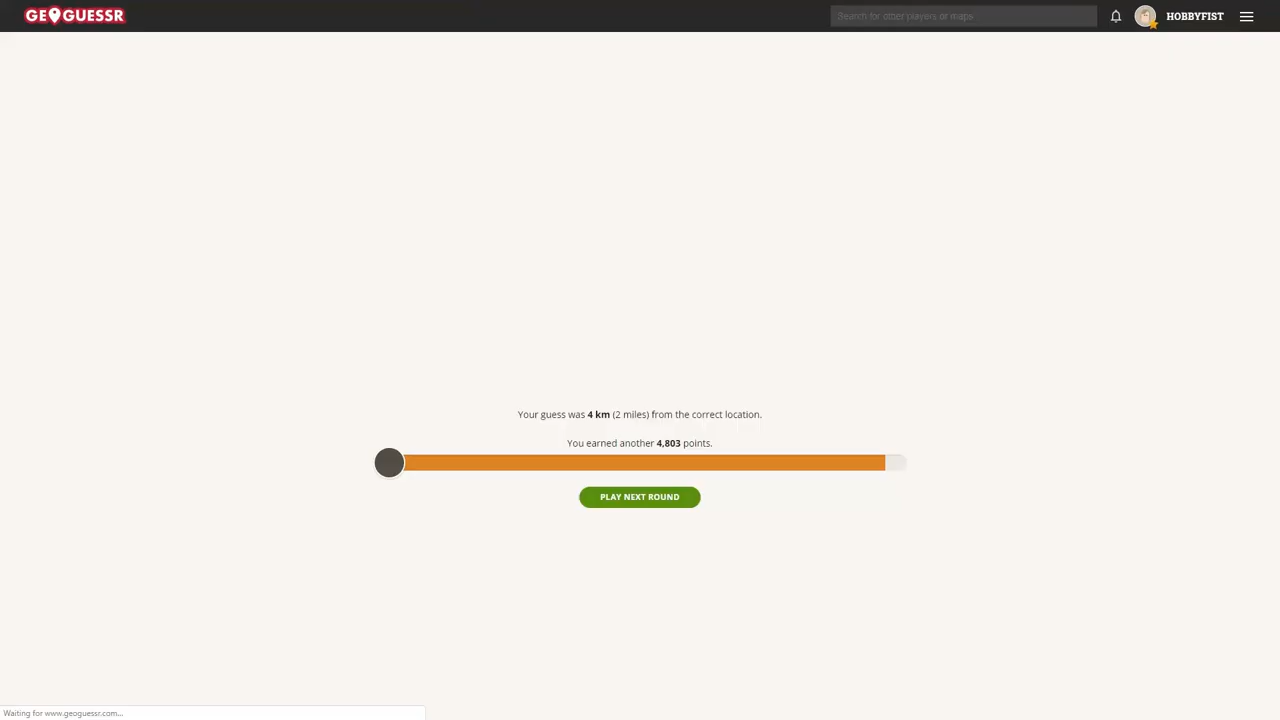 GEOGUESSR
Search for other players or maps
HOBBYFIST
Your guess was 4 km (2 miles) from the correct location.
You earned another 4,803 points.
PLAY NEXT ROUND
Waiting for www.geoguessr.com...